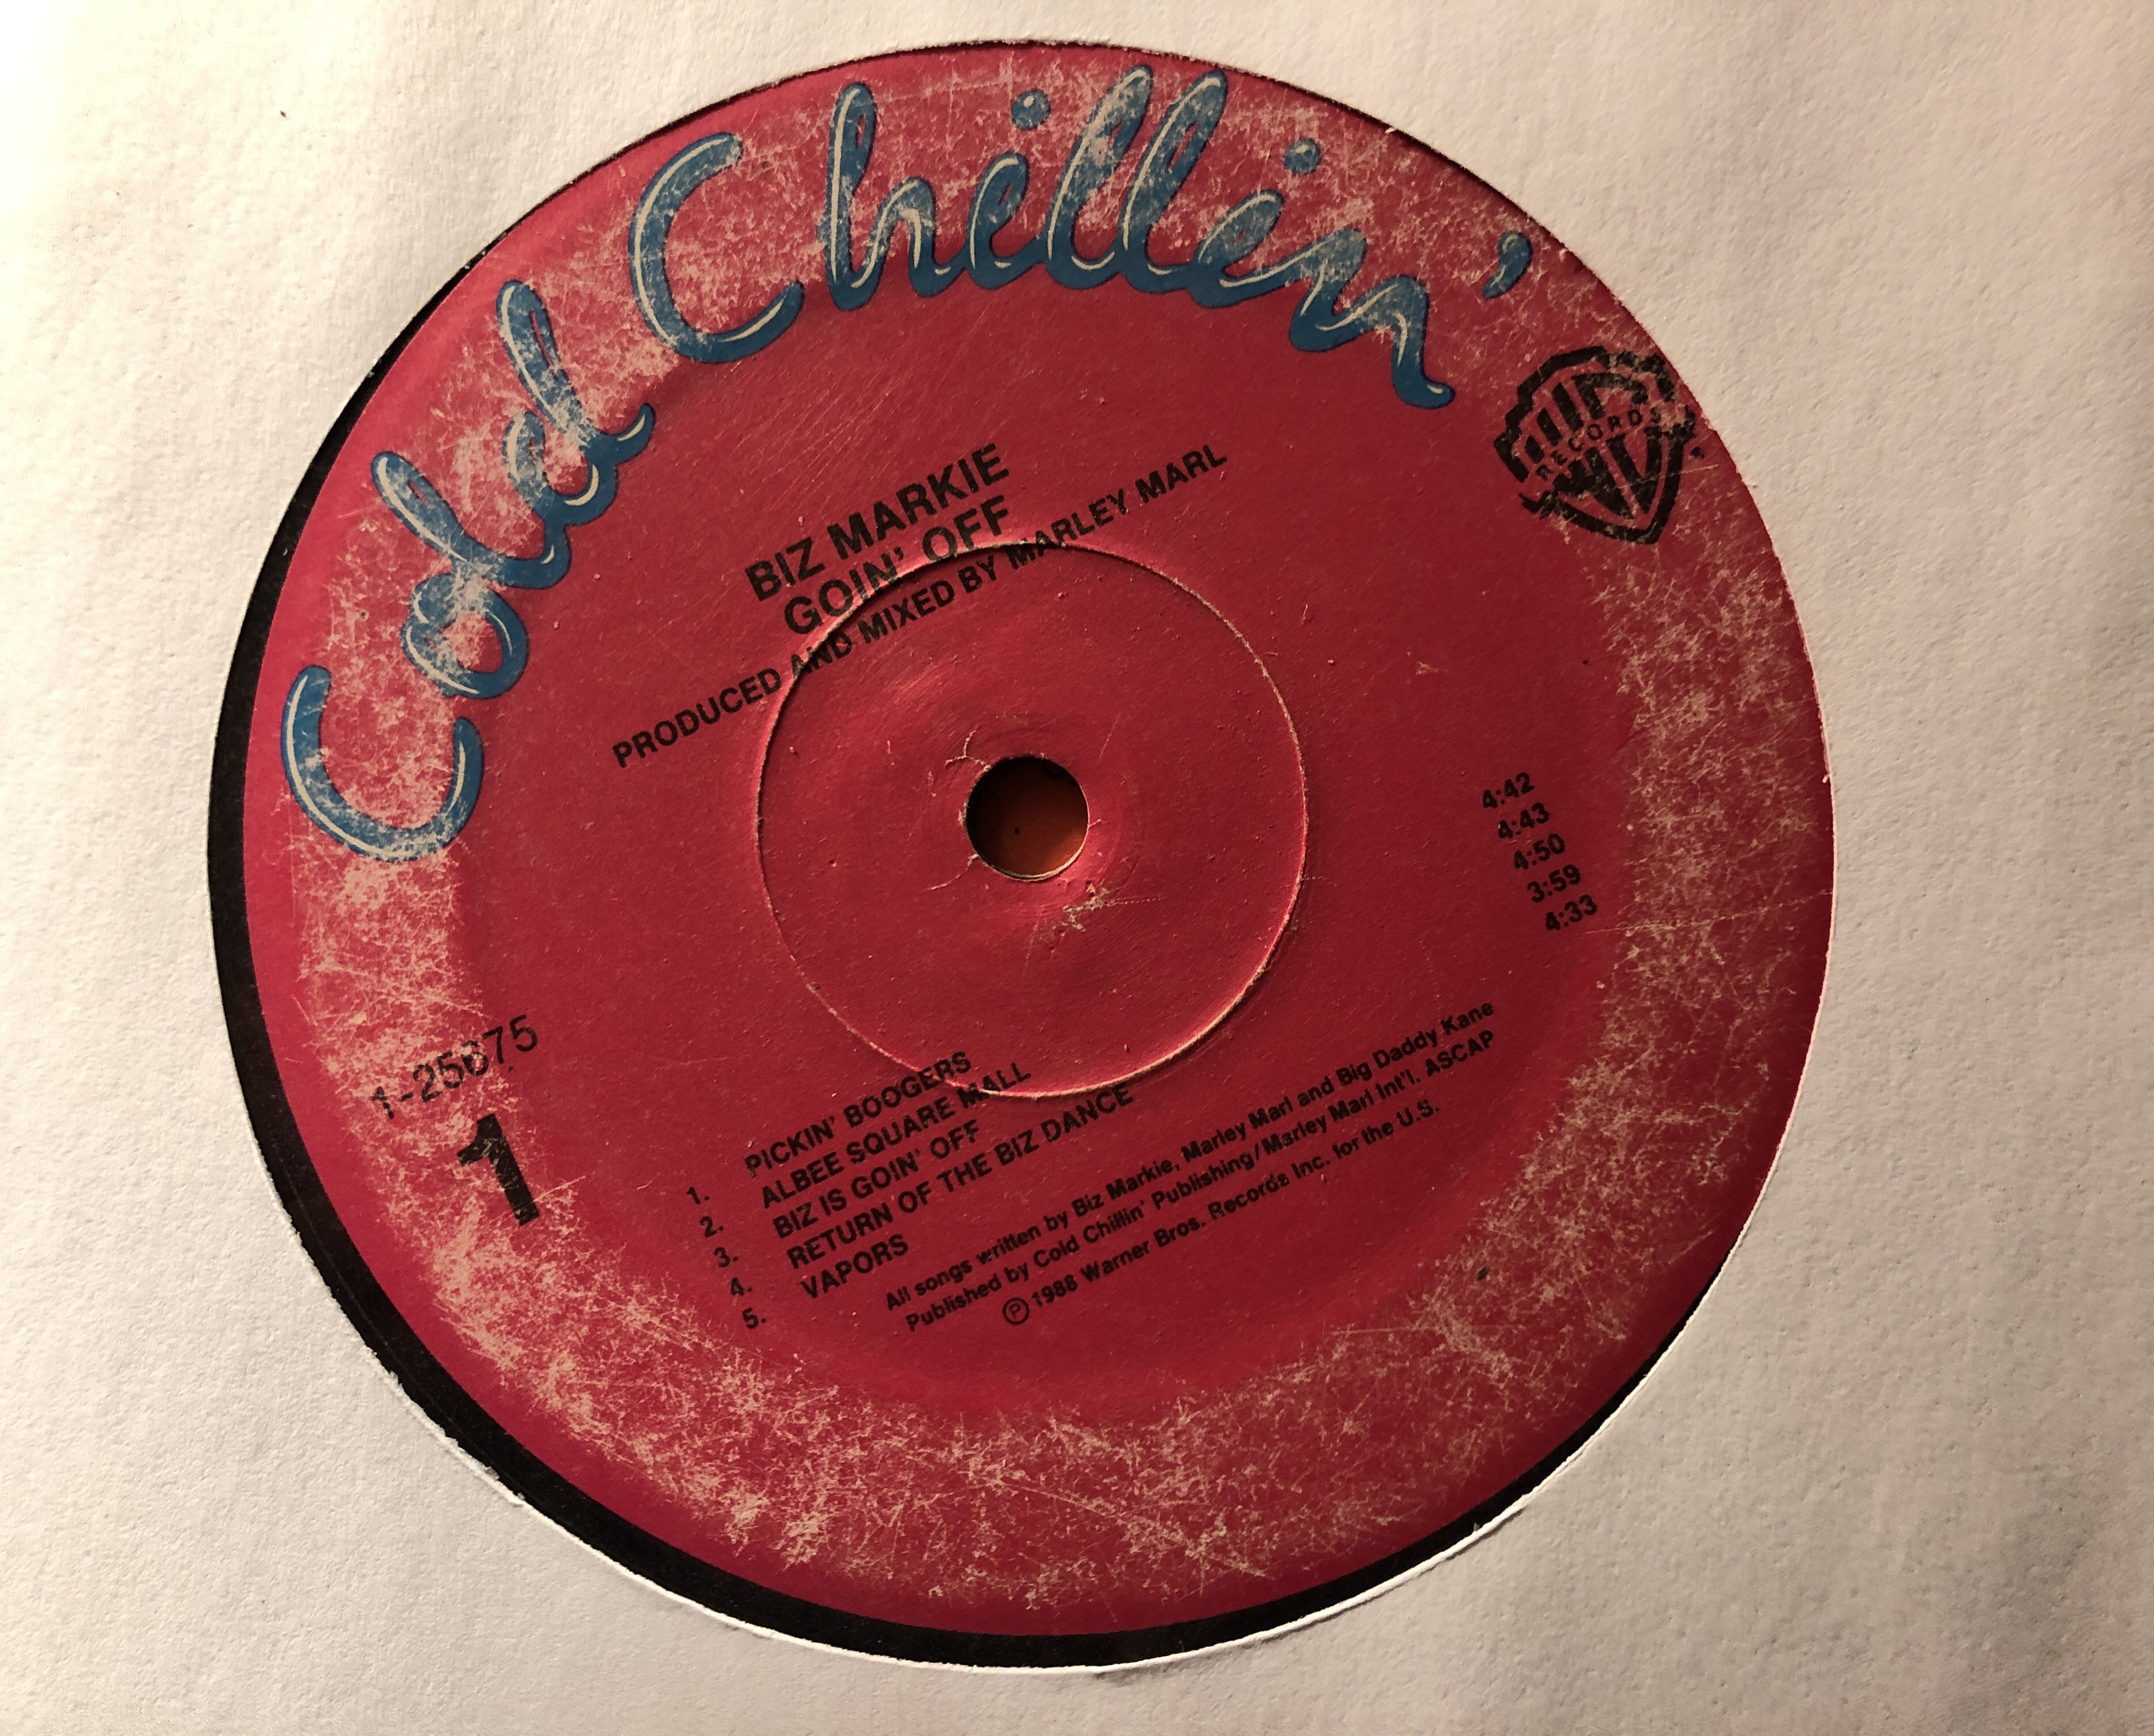 Cold Chillin'
RECORDS
BIZ MARKIE
GOIN' OFF
PRODUCED AND MIXED BY MARLEY MARL
1-25675
1
1. PICKIN' BOOGERS 4:42
2. ALBEE SQUARE MALL 4:43
3. BIZ IS GOIN' OFF 4:50
4. RETURN OF THE BIZ DANCE 3:59
5. VAPORS 4:33
All songs written by Biz Markie, Marley Marl and Big Daddy Kane
Published by Cold Chillin' Publishing/Marley Marl Int'l. ASCAP
Ⓟ 1988 Warner Bros. Records Inc. for the U.S.